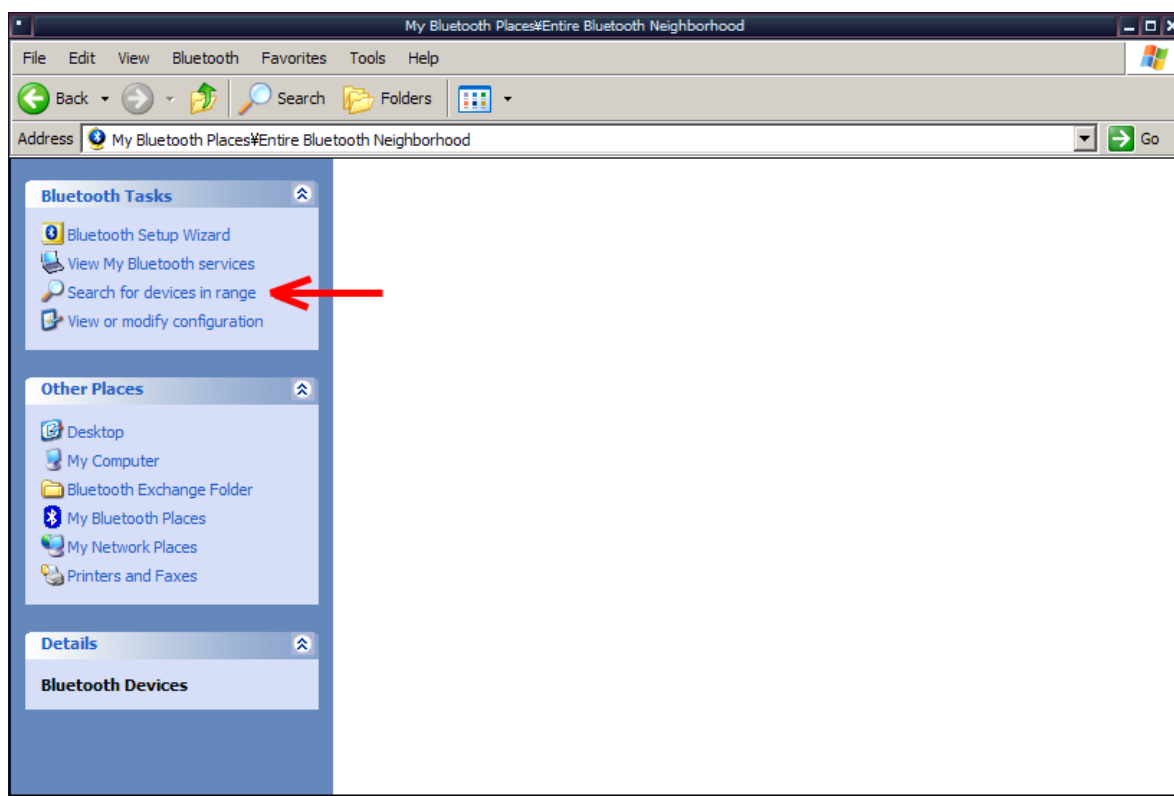 My Bluetooth Places¥Entire Bluetooth Neighborhood
File Edit View Bluetooth Favorites Tools Help
Back Search Folders
Address My Bluetooth Places¥Entire Bluetooth Neighborhood Go
Bluetooth Tasks
Bluetooth Setup Wizard
View My Bluetooth services
Search for devices in range
View or modify configuration
Other Places
Desktop
My Computer
Bluetooth Exchange Folder
My Bluetooth Places
My Network Places
Printers and Faxes
Details
Bluetooth Devices